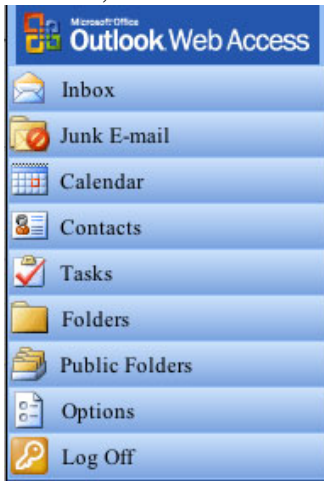 Microsoft Office
Outlook Web Access
Inbox
Junk E-mail
Calendar
Contacts
Tasks
Folders
Public Folders
Options
Log Off